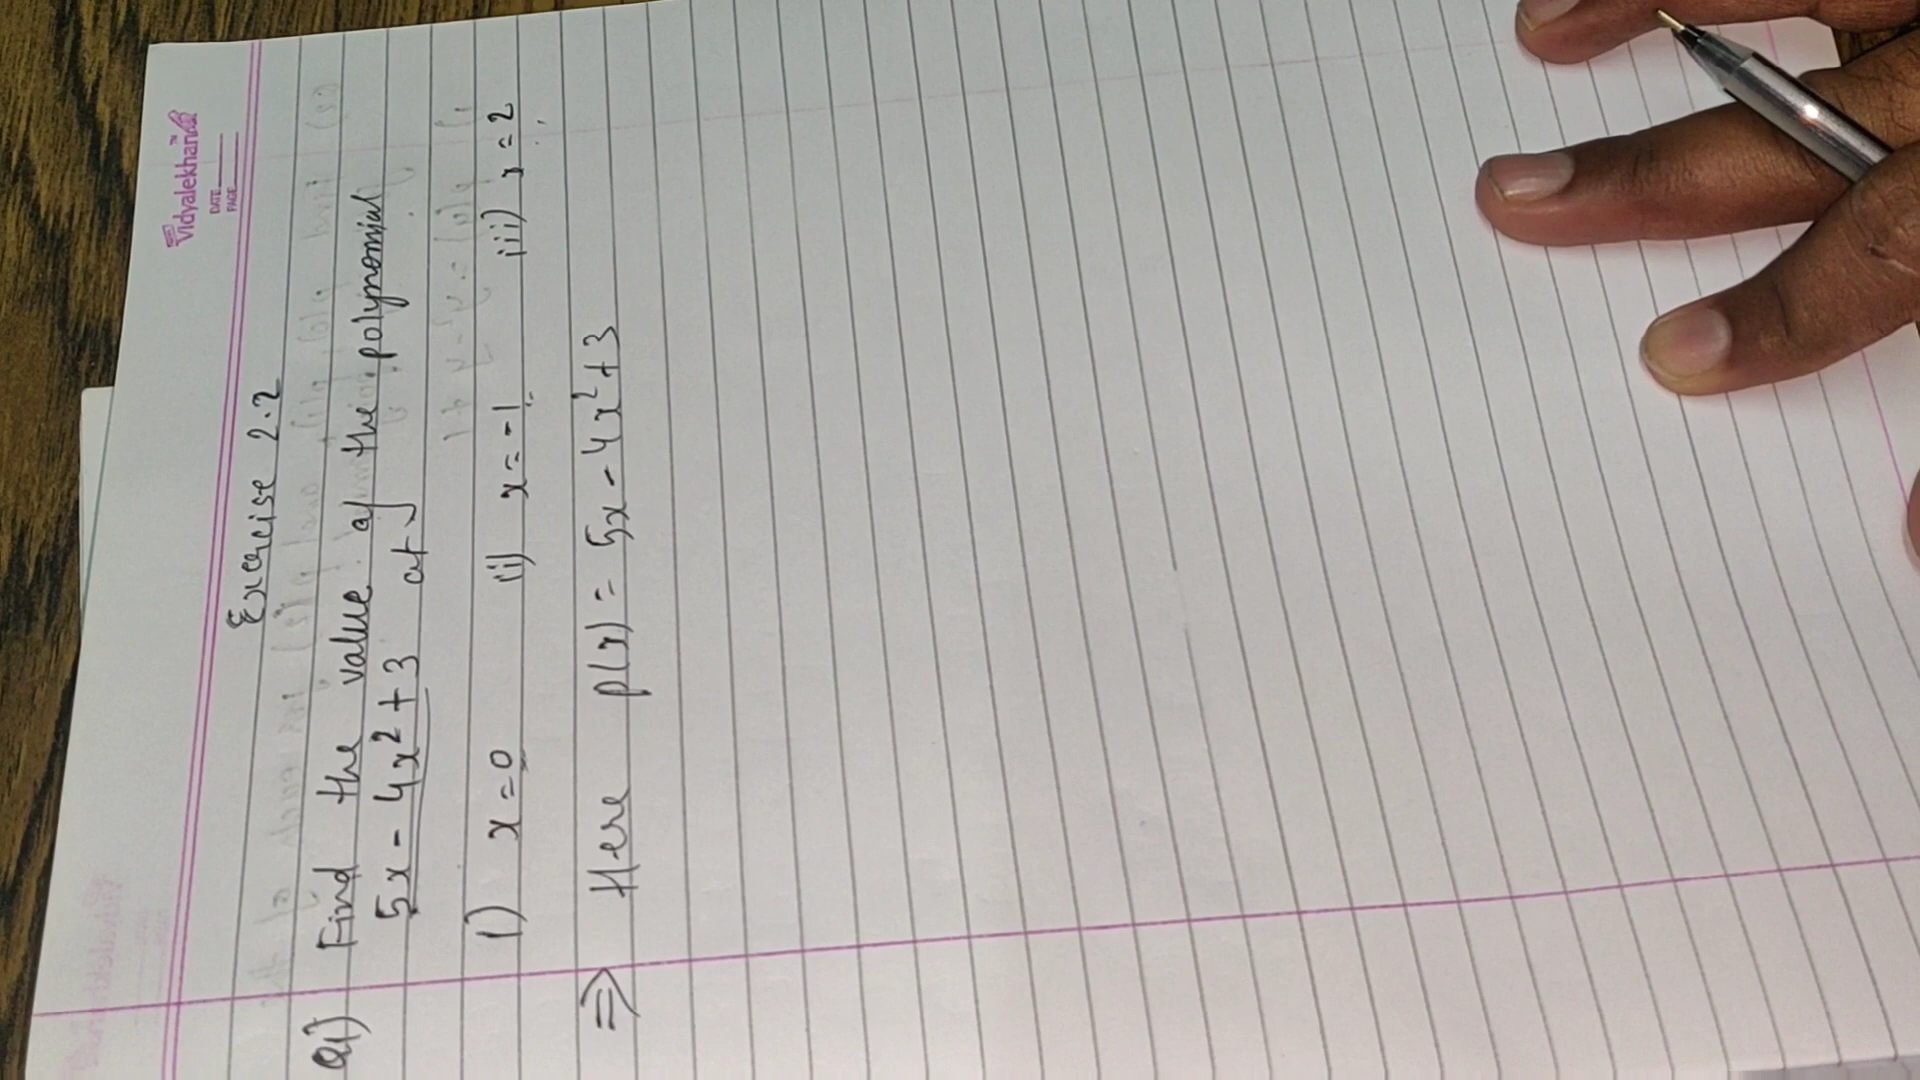 Vidyalekhan
DATE
PAGE
Exercise 2.2
Q1) Find the value of the polynomial
5x - 4x² + 3 at
i) x = 0 ii) x = -1 iii) x = 2
⇒ Here p(x) = 5x - 4x² + 3